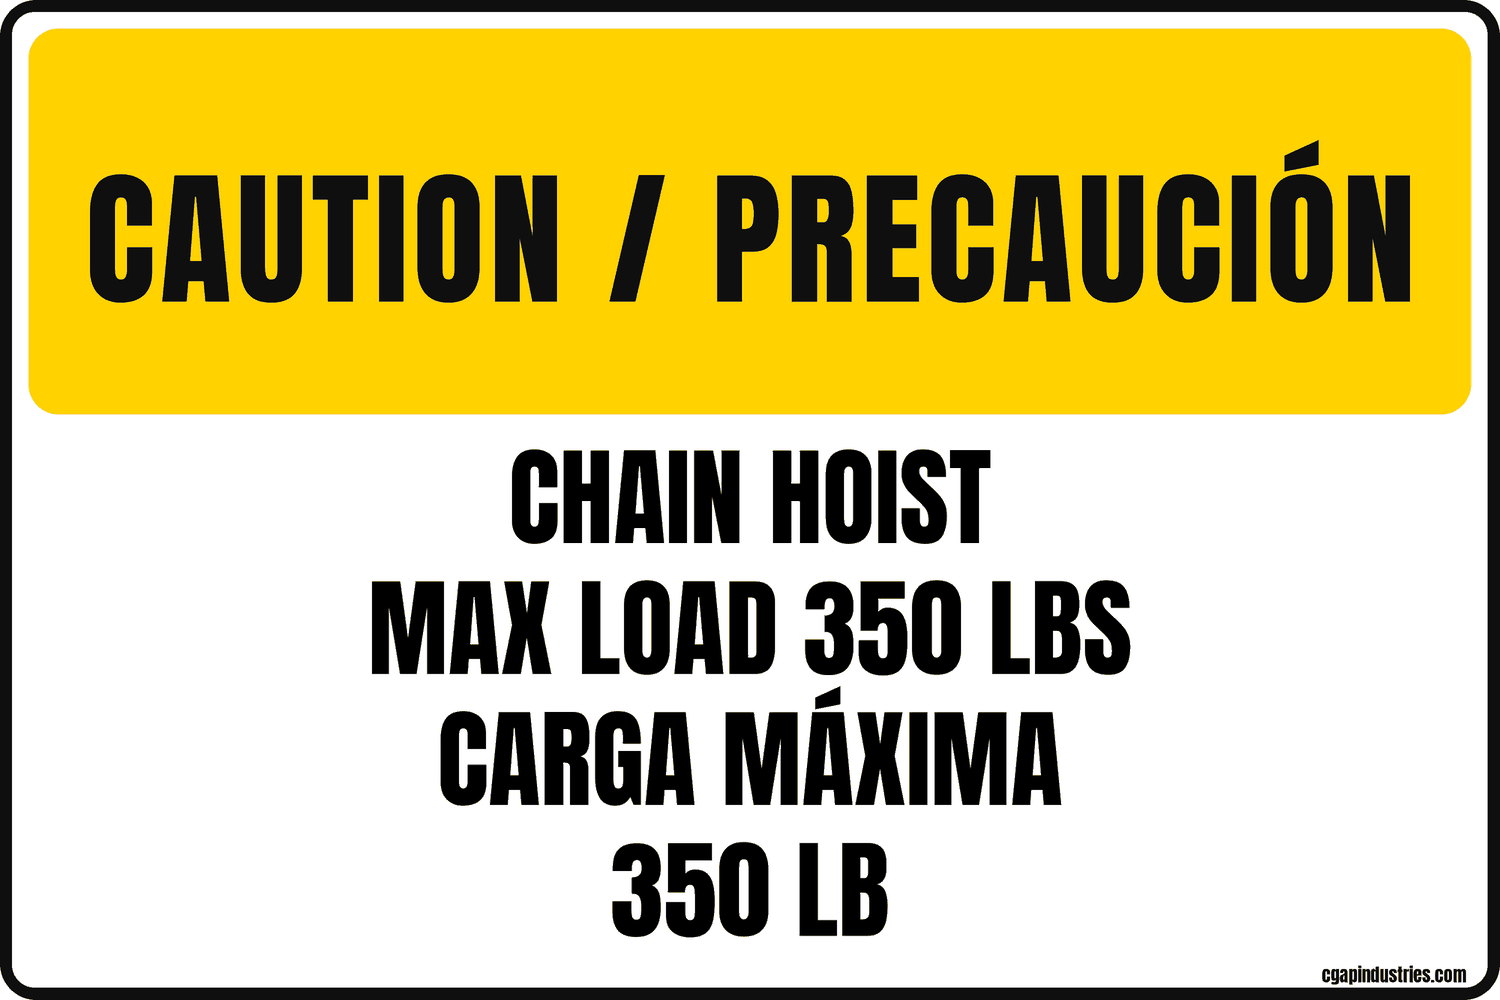 CAUTION / PRECAUCIÓN
CHAIN HOIST
MAX LOAD 350 LBS
CARGA MÁXIMA
350 LB
cgapindustries.com